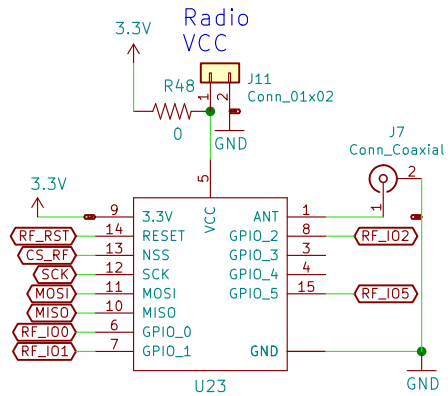 Radio
VCC
3.3V
R48
0
J11
Conn_01x02
1
2
GND
J7
Conn_Coaxial
2
1
5
VCC
3.3V
9
3.3V
ANT
1
RF_RST
14
RESET
GPIO_2
8
RF_IO2
CS_RF
13
NSS
GPIO_3
3
SCK
12
SCK
GPIO_4
4
MOSI
11
MOSI
GPIO_5
15
RF_IO5
MISO
10
MISO
RF_IO0
6
GPIO_0
RF_IO1
7
GPIO_1
GND
U23
GND